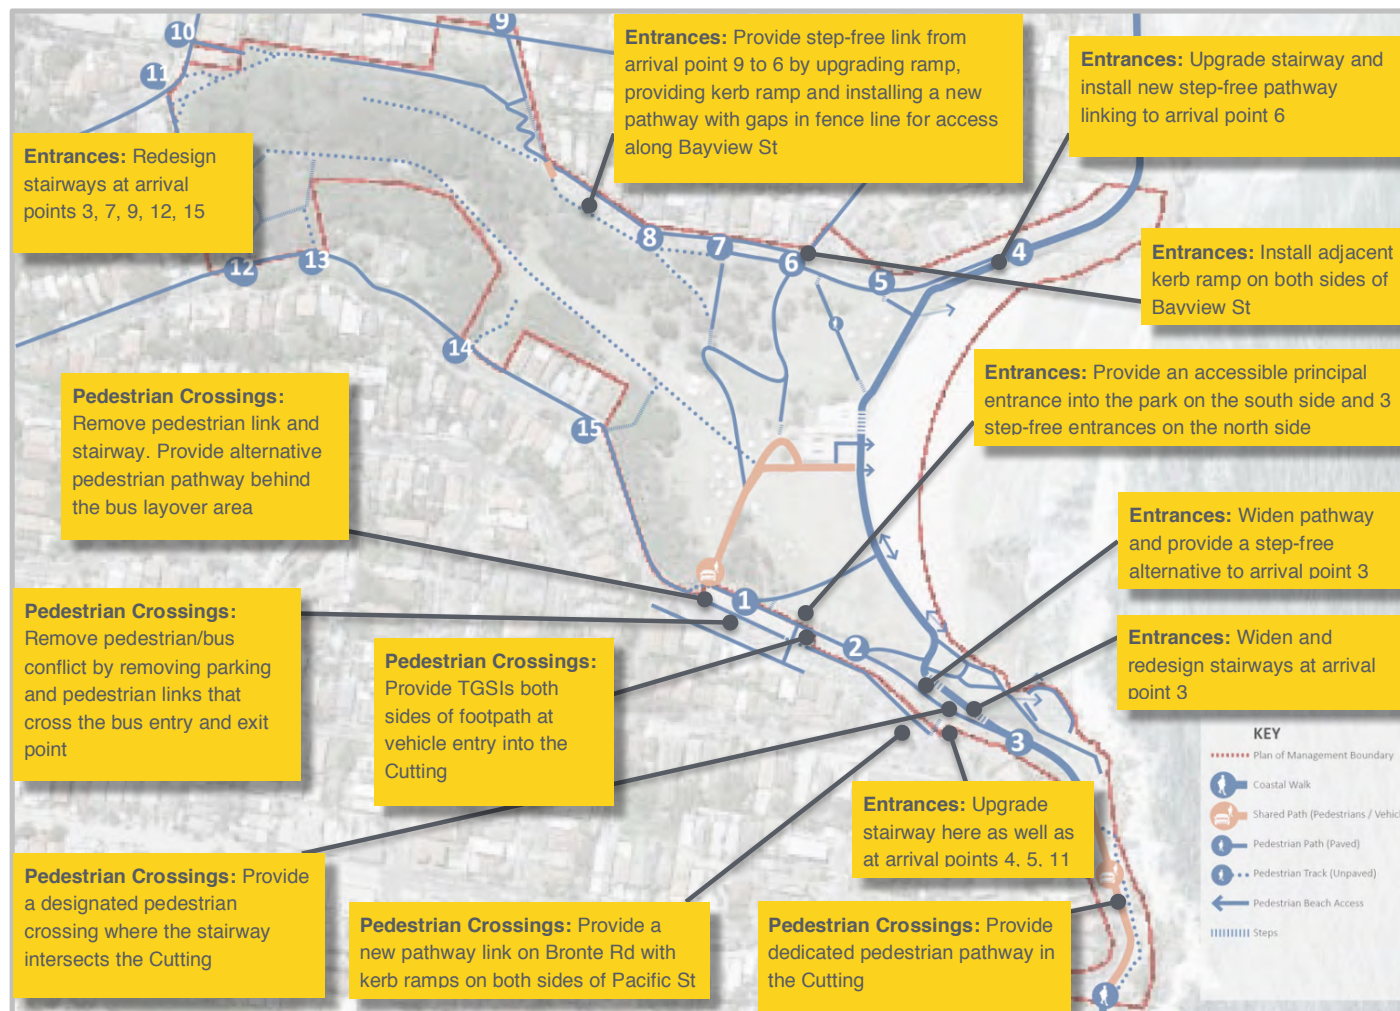 10
9
11
Entrances: Provide step-free link from
arrival point 9 to 6 by upgrading ramp,
providing kerb ramp and installing a new
pathway with gaps in fence line for access
along Bayview St
Entrances: Upgrade stairway and
install new step-free pathway
linking to arrival point 6
Entrances: Redesign
stairways at arrival
points 3, 7, 9, 12, 15
8
7
6
5
4
12
13
14
15
Entrances: Install adjacent
kerb ramp on both sides of
Bayview St
Entrances: Provide an accessible principal
entrance into the park on the south side and 3
step-free entrances on the north side
Pedestrian Crossings:
Remove pedestrian link and
stairway. Provide alternative
pedestrian pathway behind
the bus layover area
Entrances: Widen pathway
and provide a step-free
alternative to arrival point 3
Pedestrian Crossings:
Remove pedestrian/bus
conflict by removing parking
and pedestrian links that
cross the bus entry and exit
point
1
2
3
Pedestrian Crossings:
Provide TGSIs both
sides of footpath at
vehicle entry into the
Cutting
Entrances: Widen and
redesign stairways at arrival
point 3
Entrances: Upgrade
stairway here as well as
at arrival points 4, 5, 11
Pedestrian Crossings: Provide
a designated pedestrian
crossing where the stairway
intersects the Cutting
Pedestrian Crossings: Provide a
new pathway link on Bronte Rd with
kerb ramps on both sides of Pacific St
Pedestrian Crossings: Provide
dedicated pedestrian pathway in
the Cutting
KEY
Plan of Management Boundary
Coastal Walk
Shared Path (Pedestrians / Vehicl
Pedestrian Path (Paved)
Pedestrian Track (Unpaved)
Pedestrian Beach Access
Steps